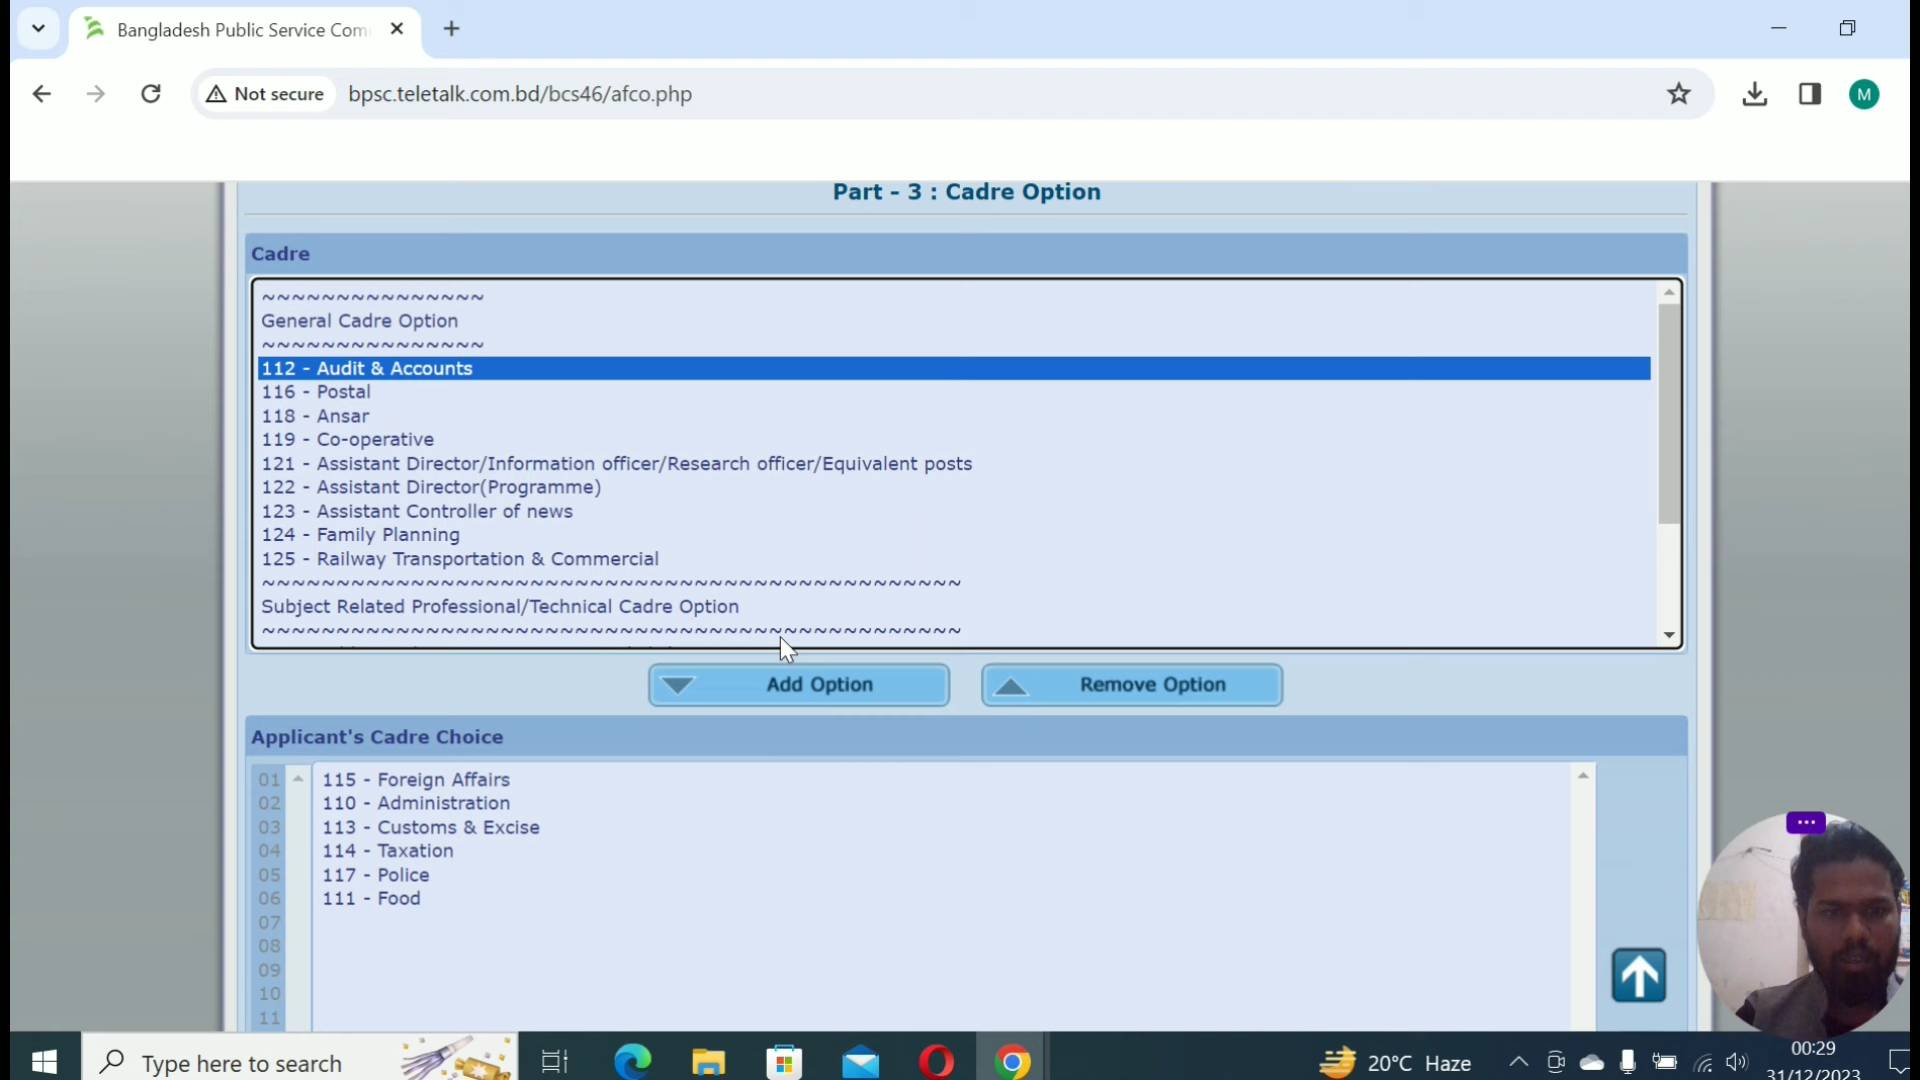 Bangladesh Public Service Com
Not secure
bpsc.teletalk.com.bd/bcs46/afco.php
M
Part - 3 : Cadre Option
Cadre
~~~~~~~~~~~~~~~
General Cadre Option
~~~~~~~~~~~~~~~
112 - Audit & Accounts
116 - Postal
118 - Ansar
119 - Co-operative
121 - Assistant Director/Information officer/Research officer/Equivalent posts
122 - Assistant Director(Programme)
123 - Assistant Controller of news
124 - Family Planning
125 - Railway Transportation & Commercial
~~~~~~~~~~~~~~~~~~~~~~~~~~~~~~~~~~~~~~~~~~~~~~~
Subject Related Professional/Technical Cadre Option
~~~~~~~~~~~~~~~~~~~~~~~~~~~~~~~~~~~~~~~~~~~~~~~
Add Option
Remove Option
Applicant's Cadre Choice
01 115 - Foreign Affairs
02 110 - Administration
03 113 - Customs & Excise
04 114 - Taxation
05 117 - Police
06 111 - Food
07
08
09
10
11
Type here to search
20°C Haze
00:29
31/12/2023